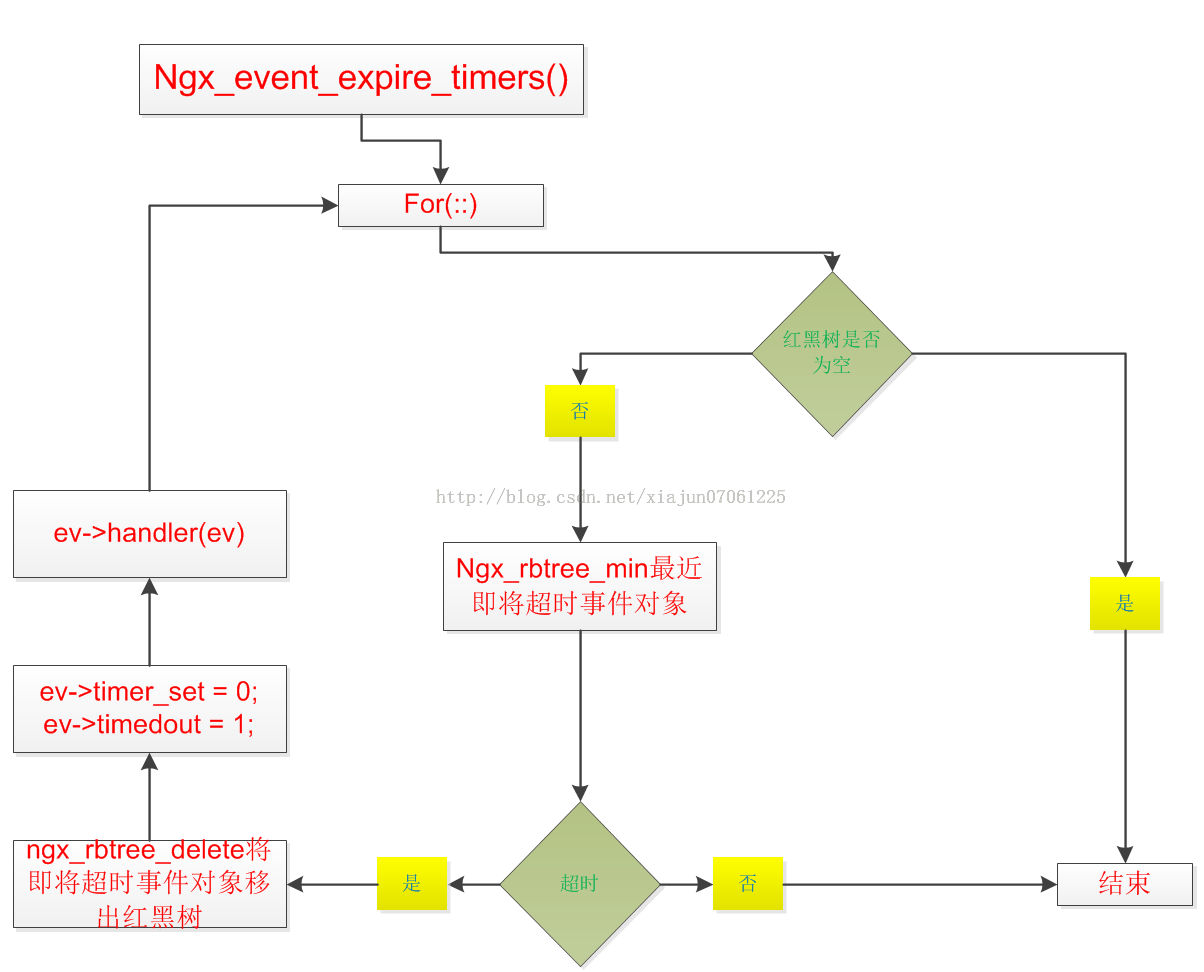 Ngx_event_expire_timers()
For(::)
红黑树是否
为空
否
http://blog.csdn.net/xiajun07061225
ev->handler(ev)
Ngx_rbtree_min最近
即将超时事件对象
是
ev->timer_set = 0;
ev->timedout = 1;
ngx_rbtree_delete将
即将超时事件对象移
出红黑树
是
超时
否
结束